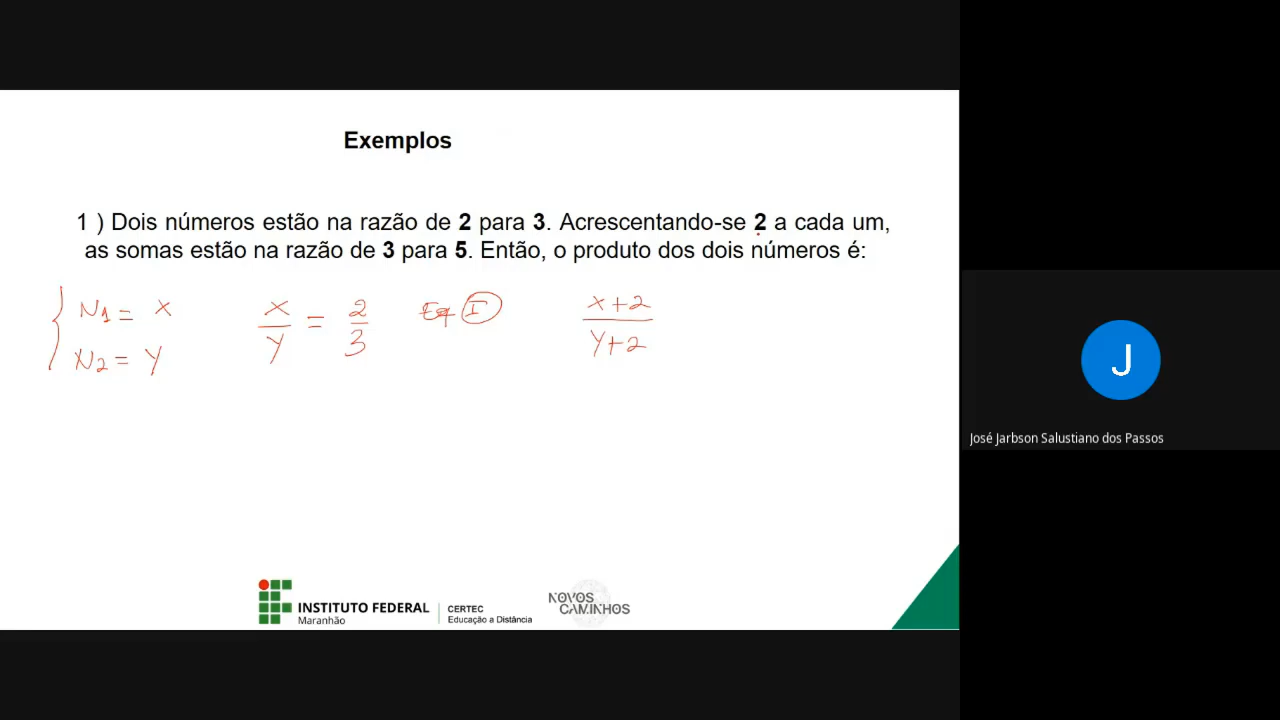 Exemplos
1 ) Dois números estão na razão de 2 para 3. Acrescentando-se 2 a cada um,
as somas estão na razão de 3 para 5. Então, o produto dos dois números é:
N1 = x
N2 = y
x/y = 2/3 Eq I
x+2/y+2
J
José Jarbson Salustiano dos Passos
INSTITUTO FEDERAL
Maranhão
CERTEC
Educação a Distância
NOVOS
CAMINHOS